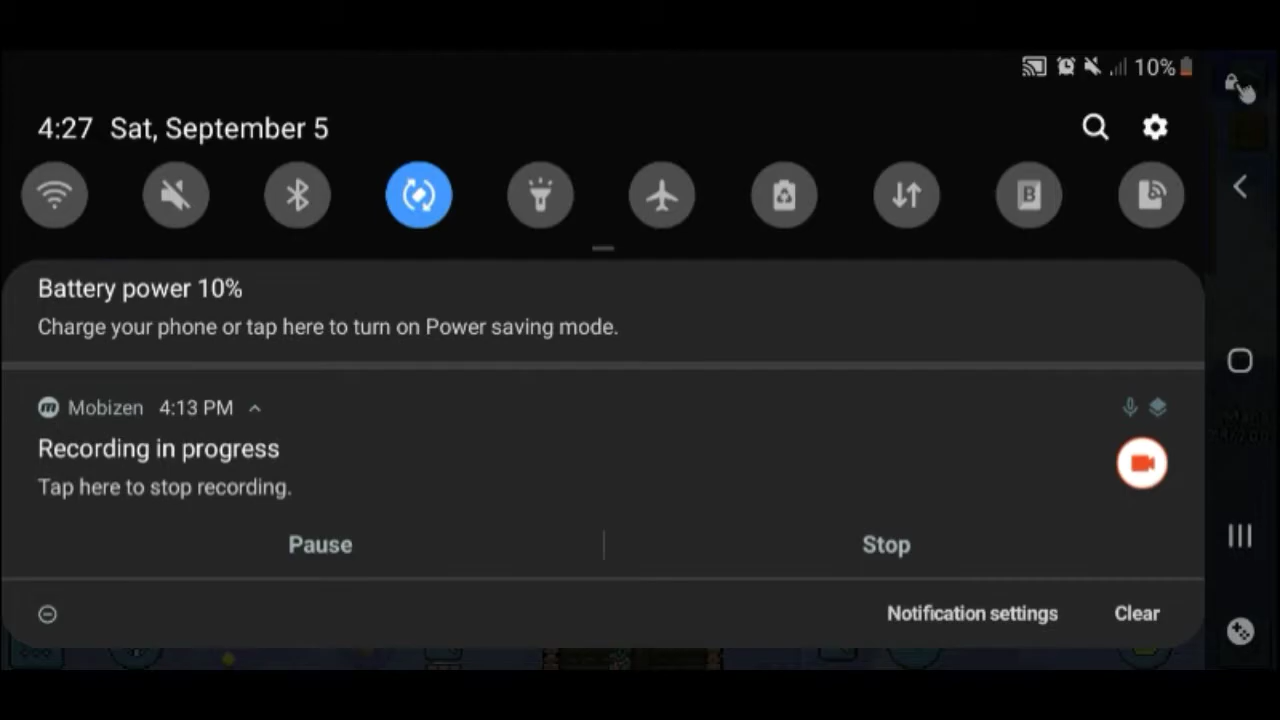 10%
4:27 Sat, September 5
B
Battery power 10%
Charge your phone or tap here to turn on Power saving mode.
m Mobizen 4:13 PM
Recording in progress
Tap here to stop recording.
Pause Stop
Notification settings Clear